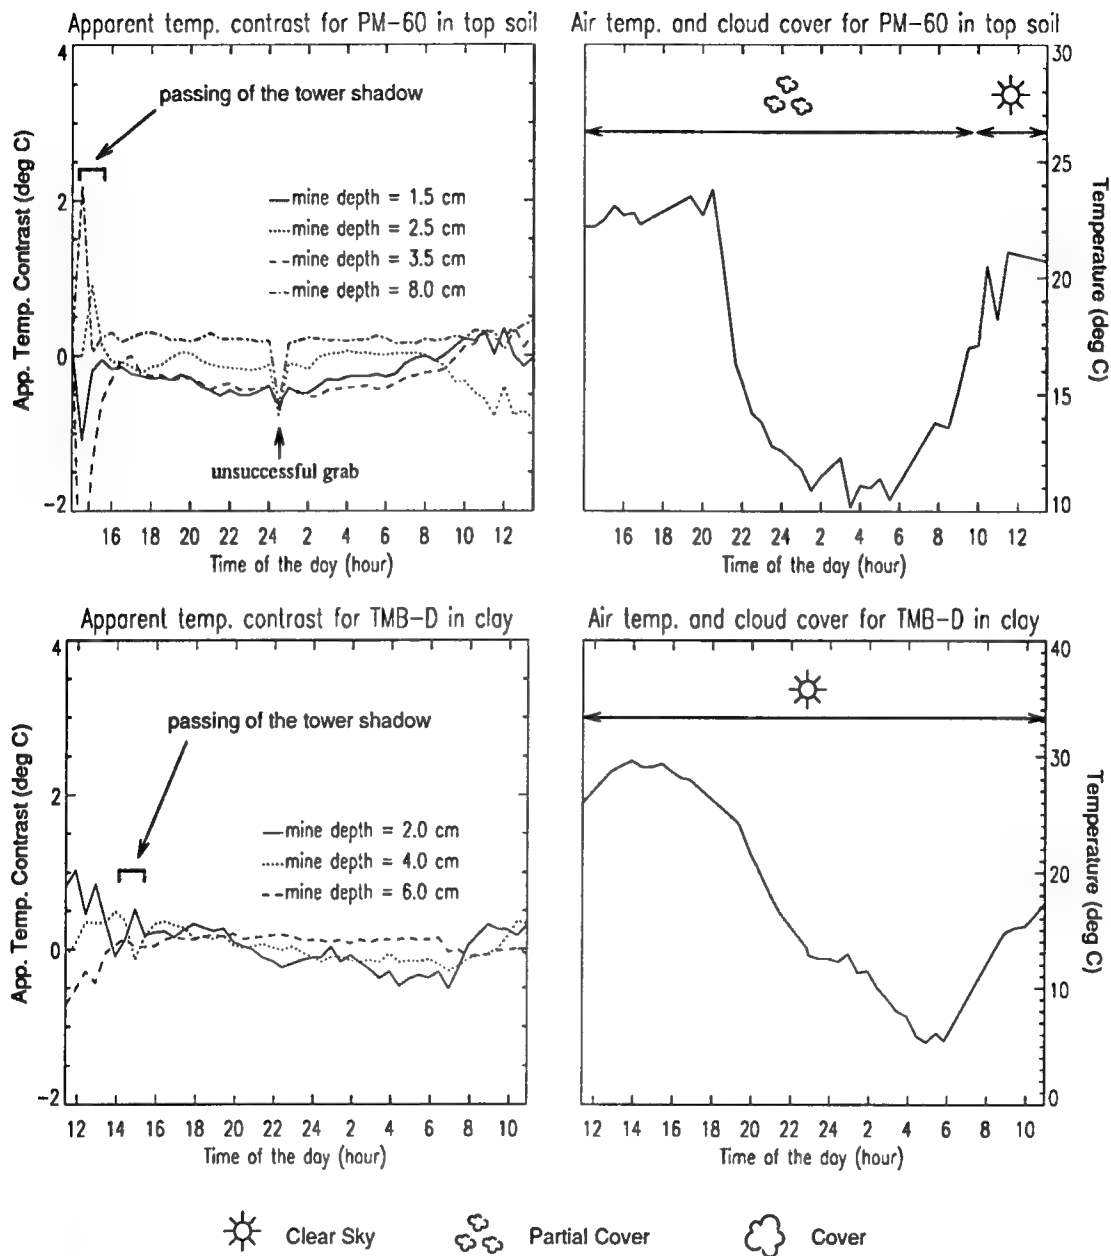 Apparent temp. contrast for PM-60 in top soil
4
2
0
-2
App. Temp. Contrast (deg C)
passing of the tower shadow
mine depth = 1.5 cm
mine depth = 2.5 cm
mine depth = 3.5 cm
mine depth = 8.0 cm
unsuccessful grab
16 18 20 22 24 2 4 6 8 10 12
Time of the day (hour)
Air temp. and cloud cover for PM-60 in top soil
30
25
20
15
10
Temperature (deg C)
16 18 20 22 24 2 4 6 8 10 12
Time of the day (hour)
Apparent temp. contrast for TMB-D in clay
4
2
0
-2
App. Temp. Contrast (deg C)
passing of the tower shadow
mine depth = 2.0 cm
mine depth = 4.0 cm
mine depth = 6.0 cm
12 14 16 18 20 22 24 2 4 6 8 10
Time of the day (hour)
Air temp. and cloud cover for TMB-D in clay
40
30
20
10
0
Temperature (deg C)
12 14 16 18 20 22 24 2 4 6 8 10
Time of the day (hour)
Clear Sky
Partial Cover
Cover